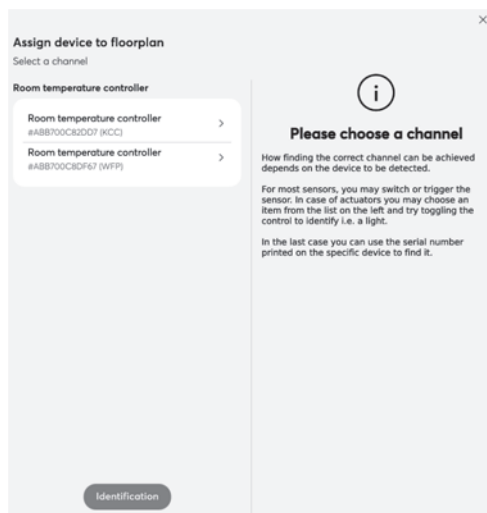 Assign device to floorplan
Select a channel
Room temperature controller
Room temperature controller
#ABB700C82DD7 (KCC)
Room temperature controller
#ABB700C8DF67 (WFP)
Identification
i
Please choose a channel
How finding the correct channel can be achieved
depends on the device to be detected.
For most sensors, you may switch or trigger the
sensor. In case of actuators you may choose an
item from the list on the left and try toggling the
control to identify i.e. a light.
In the last case you can use the serial number
printed on the specific device to find it.